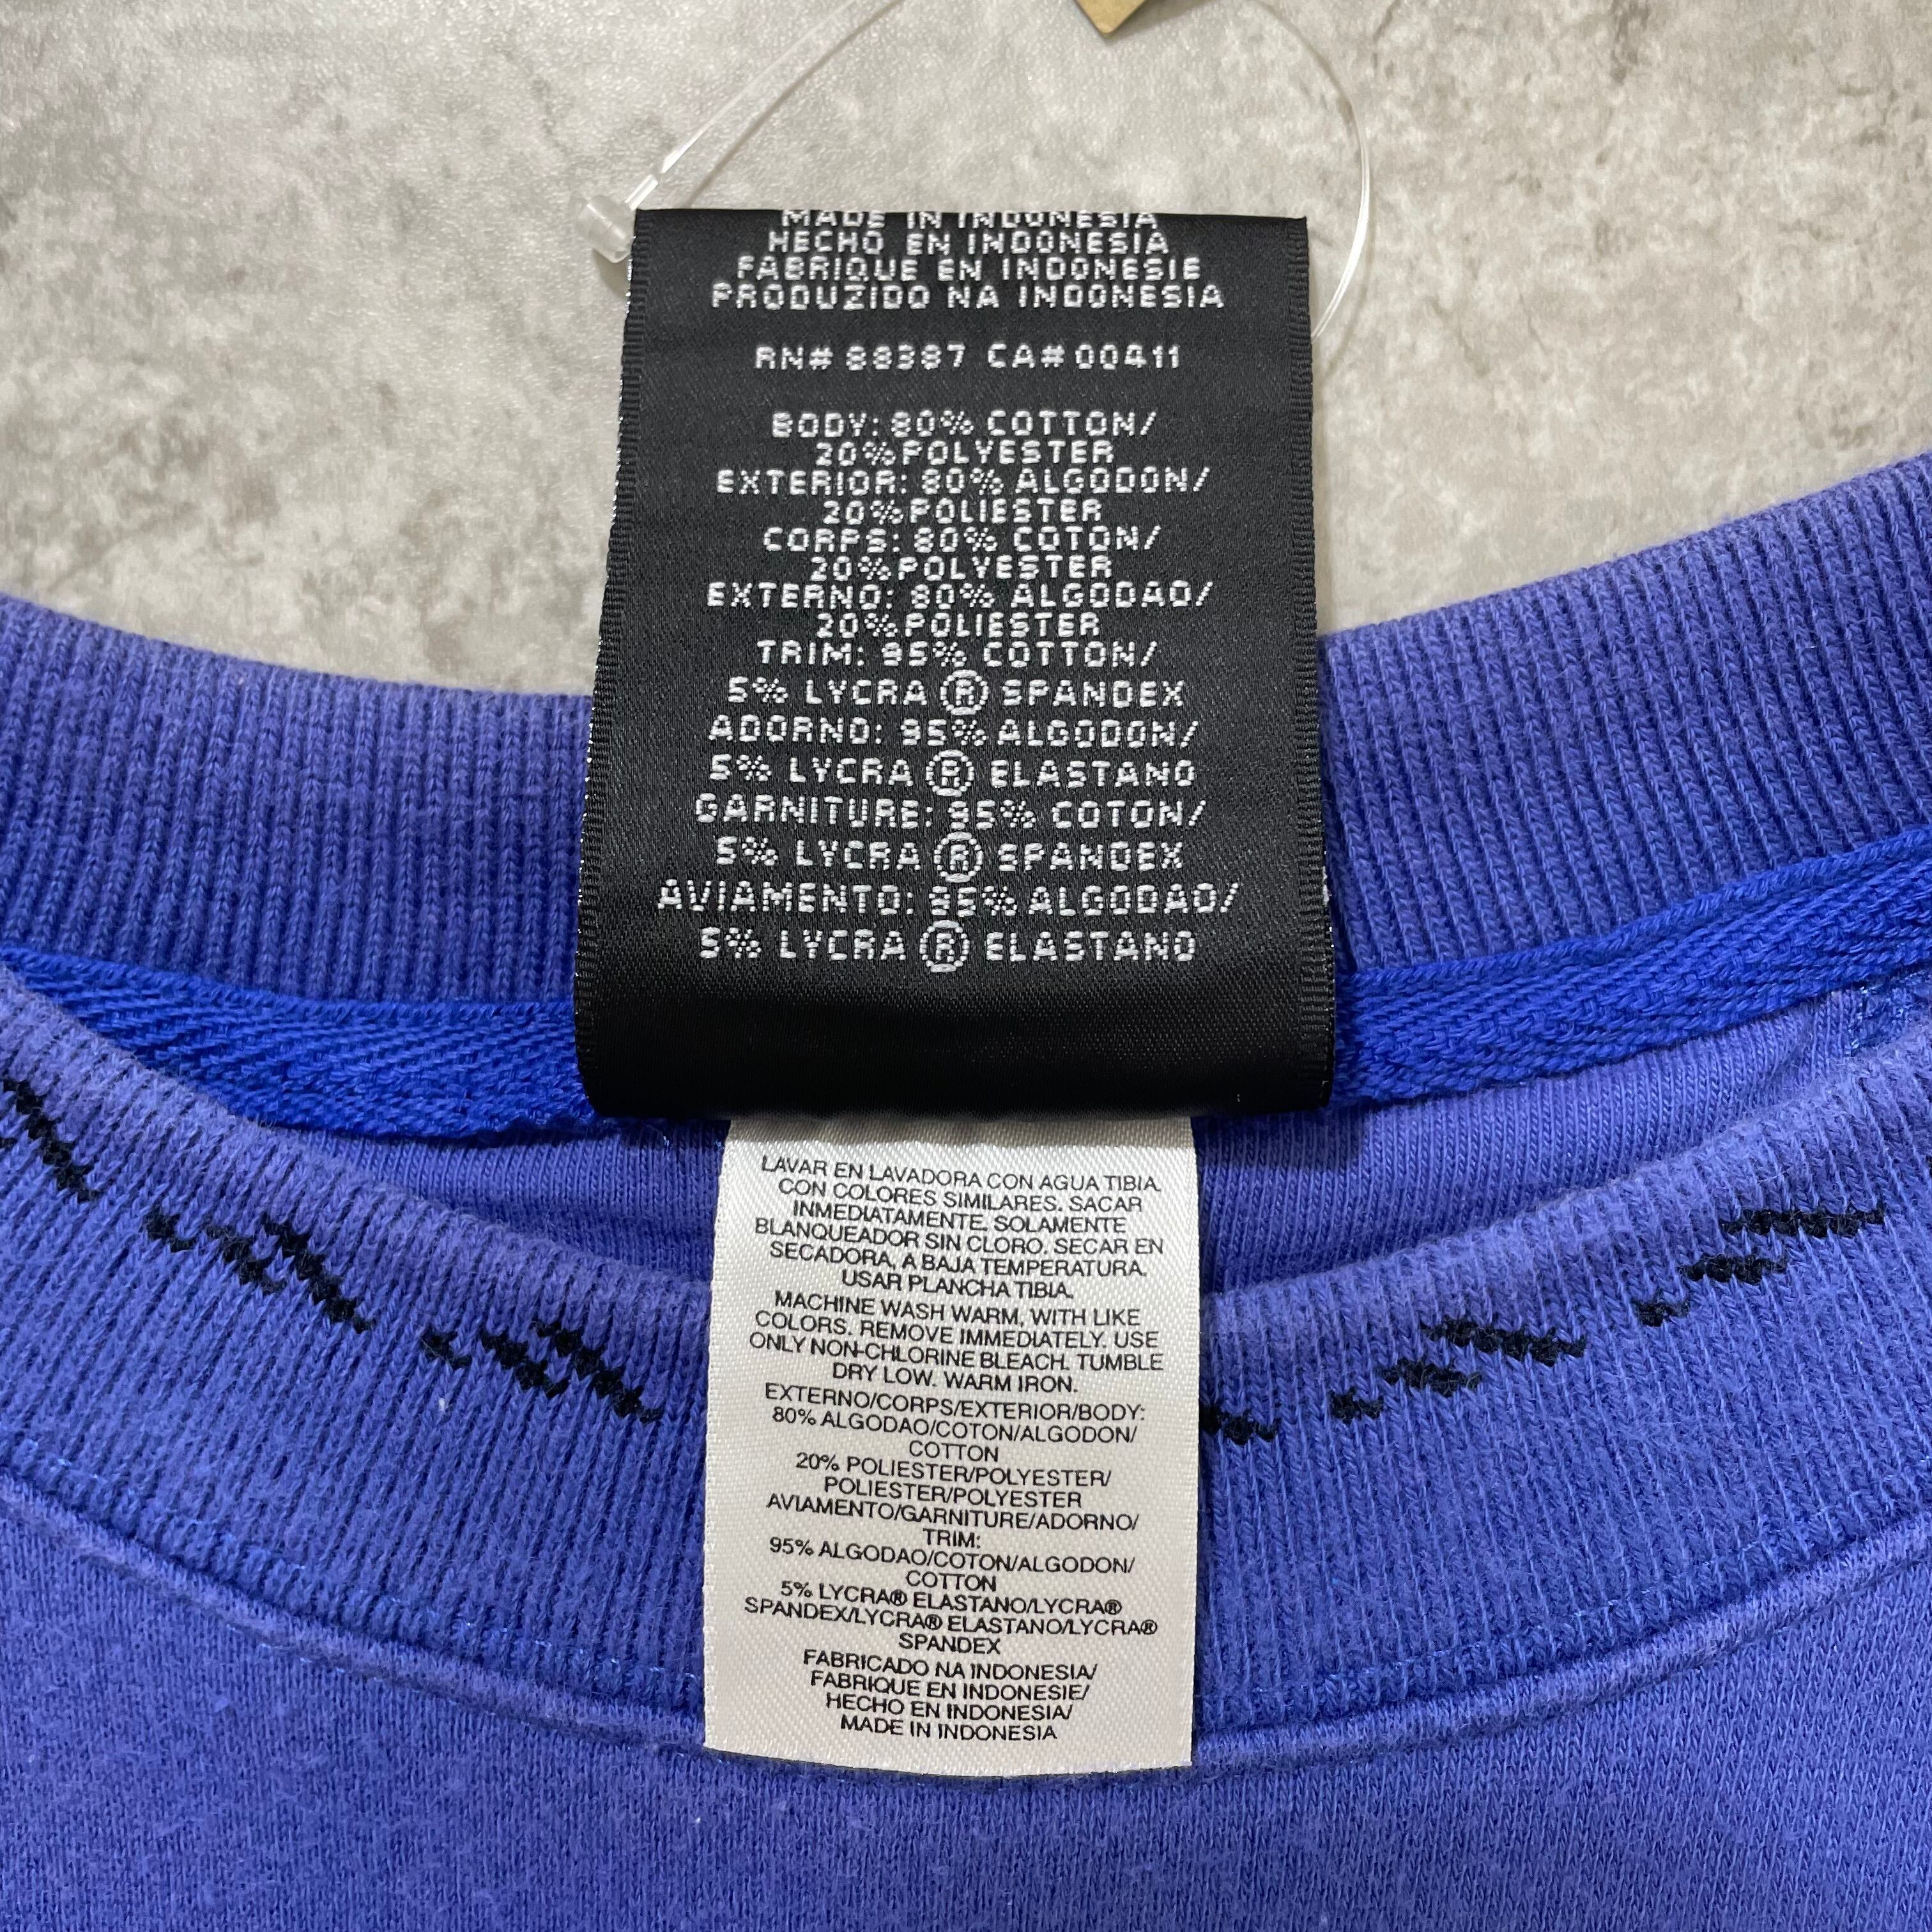 MADE IN INDONESIA
HECHO EN INDONESIA
FABRIQUE EN INDONESIE
PRODUZIDO NA INDONESIA
RN# 88387 CA# 00411
BODY: 80% COTTON/
20% POLYESTER
EXTERIOR: 80% ALGODON/
20% POLIESTER
CORPS: 80% COTON/
20% POLYESTER
EXTERNO: 80% ALGODAO/
20% POLIESTER
TRIM: 95% COTTON/
5% LYCRA ® SPANDEX
ADORNO: 95% ALGODON/
5% LYCRA ® ELASTANO
GARNITURE: 95% COTON/
5% LYCRA ® SPANDEX
AVIAMENTO: 95% ALGODAO/
5% LYCRA ® ELASTANO
LAVAR EN LAVADORA CON AGUA TIBIA.
CON COLORES SIMILARES. SACAR
INMEDIATAMENTE. SOLAMENTE
BLANQUEADOR SIN CLORO. SECAR EN
SECADORA, A BAJA TEMPERATURA.
USAR PLANCHA TIBIA.
MACHINE WASH WARM, WITH LIKE
COLORS. REMOVE IMMEDIATELY. USE
ONLY NON-CHLORINE BLEACH. TUMBLE
DRY LOW. WARM IRON.
EXTERNO/CORPS/EXTERIOR/BODY:
80% ALGODAO/COTON/ALGODON/
COTTON
20% POLIESTER/POLYESTER/
POLIESTER/POLYESTER
AVIAMENTO/GARNITURE/ADORNO/
TRIM:
95% ALGODAO/COTON/ALGODON/
COTTON
5% LYCRA® ELASTANO/LYCRA®
SPANDEX/LYCRA® ELASTANO/LYCRA®
SPANDEX
FABRICADO NA INDONESIA/
FABRIQUE EN INDONESIE/
HECHO EN INDONESIA/
MADE IN INDONESIA